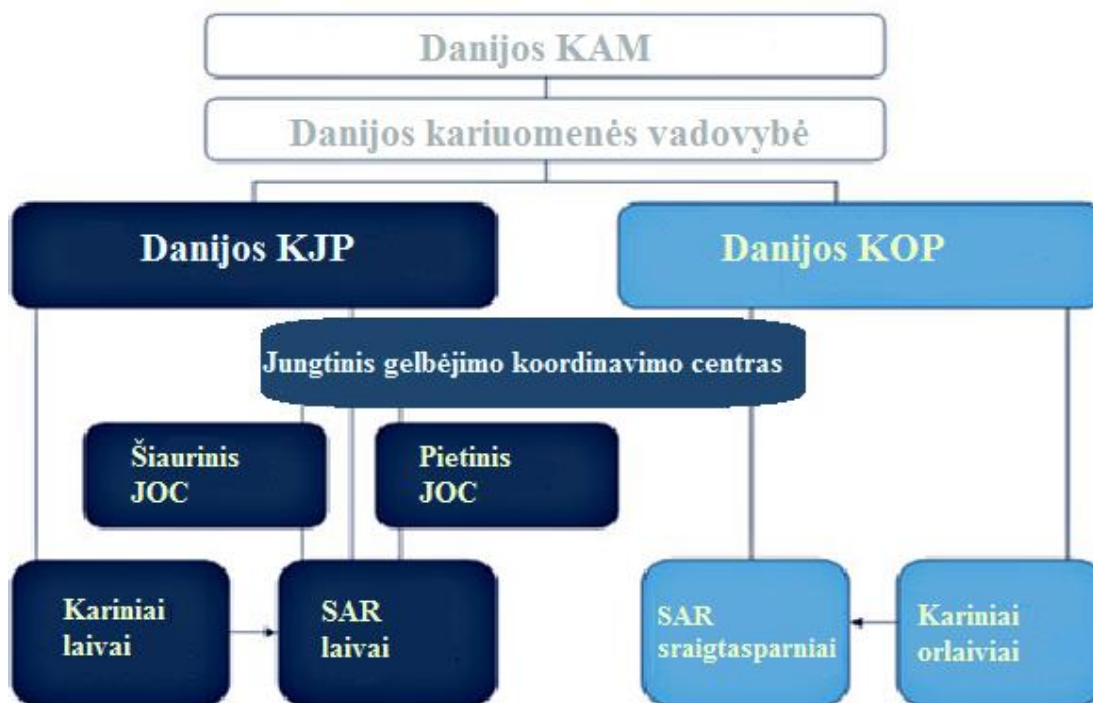 Danijos KAM
Danijos kariuomenės vadovybė
Danijos KJP
Danijos KOP
Jungtinis gelbėjimo koordinavimo centras
Šiaurinis
JOC
Pietinis
JOC
Kariniai
laivai
SAR
laivai
SAR
sraigtasparniai
Kariniai
orlaiviai